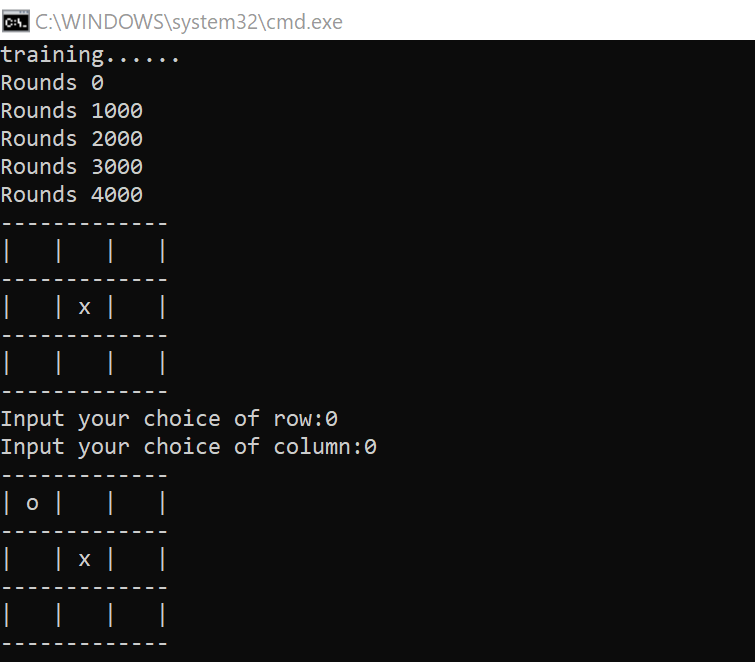 C:\WINDOWS\system32\cmd.exe
training......
Rounds 0
Rounds 1000
Rounds 2000
Rounds 3000
Rounds 4000
-------------
|   |   |   |
-------------
|   | x |   |
-------------
|   |   |   |
-------------
Input your choice of row:0
Input your choice of column:0
-------------
| o |   |   |
-------------
|   | x |   |
-------------
|   |   |   |
-------------